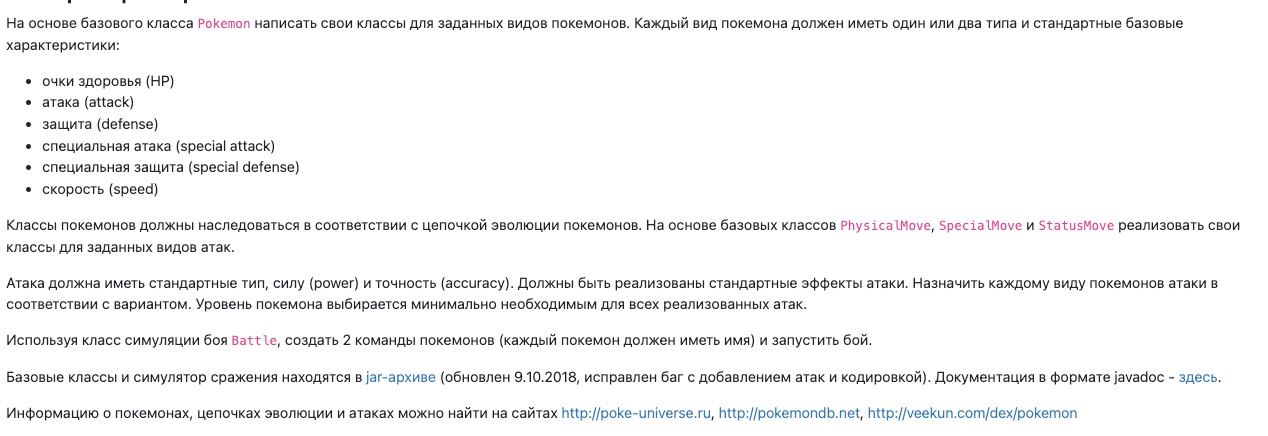 На основе базового класса Pokemon написать свои классы для заданных видов покемонов. Каждый вид покемона должен иметь один или два типа и стандартные базовые
характеристики:
• очки здоровья (HP)
• атака (attack)
• защита (defense)
• специальная атака (special attack)
• специальная защита (special defense)
• скорость (speed)
Классы покемонов должны наследоваться в соответствии с цепочкой эволюции покемонов. На основе базовых классов PhysicalMove, SpecialMove и StatusMove реализовать свои
классы для заданных видов атак.
Атака должна иметь стандартные тип, силу (power) и точность (accuracy). Должны быть реализованы стандартные эффекты атаки. Назначить каждому виду покемонов атаки в
соответствии с вариантом. Уровень покемона выбирается минимально необходимым для всех реализованных атак.
Используя класс симуляции боя Battle, создать 2 команды покемонов (каждый покемон должен иметь имя) и запустить бой.
Базовые классы и симулятор сражения находятся в jar-архиве (обновлен 9.10.2018, исправлен баг с добавлением атак и кодировкой). Документация в формате javadoc - здесь.
Информацию о покемонах, цепочках эволюции и атаках можно найти на сайтах http://poke-universe.ru, http://pokemondb.net, http://veekun.com/dex/pokemon